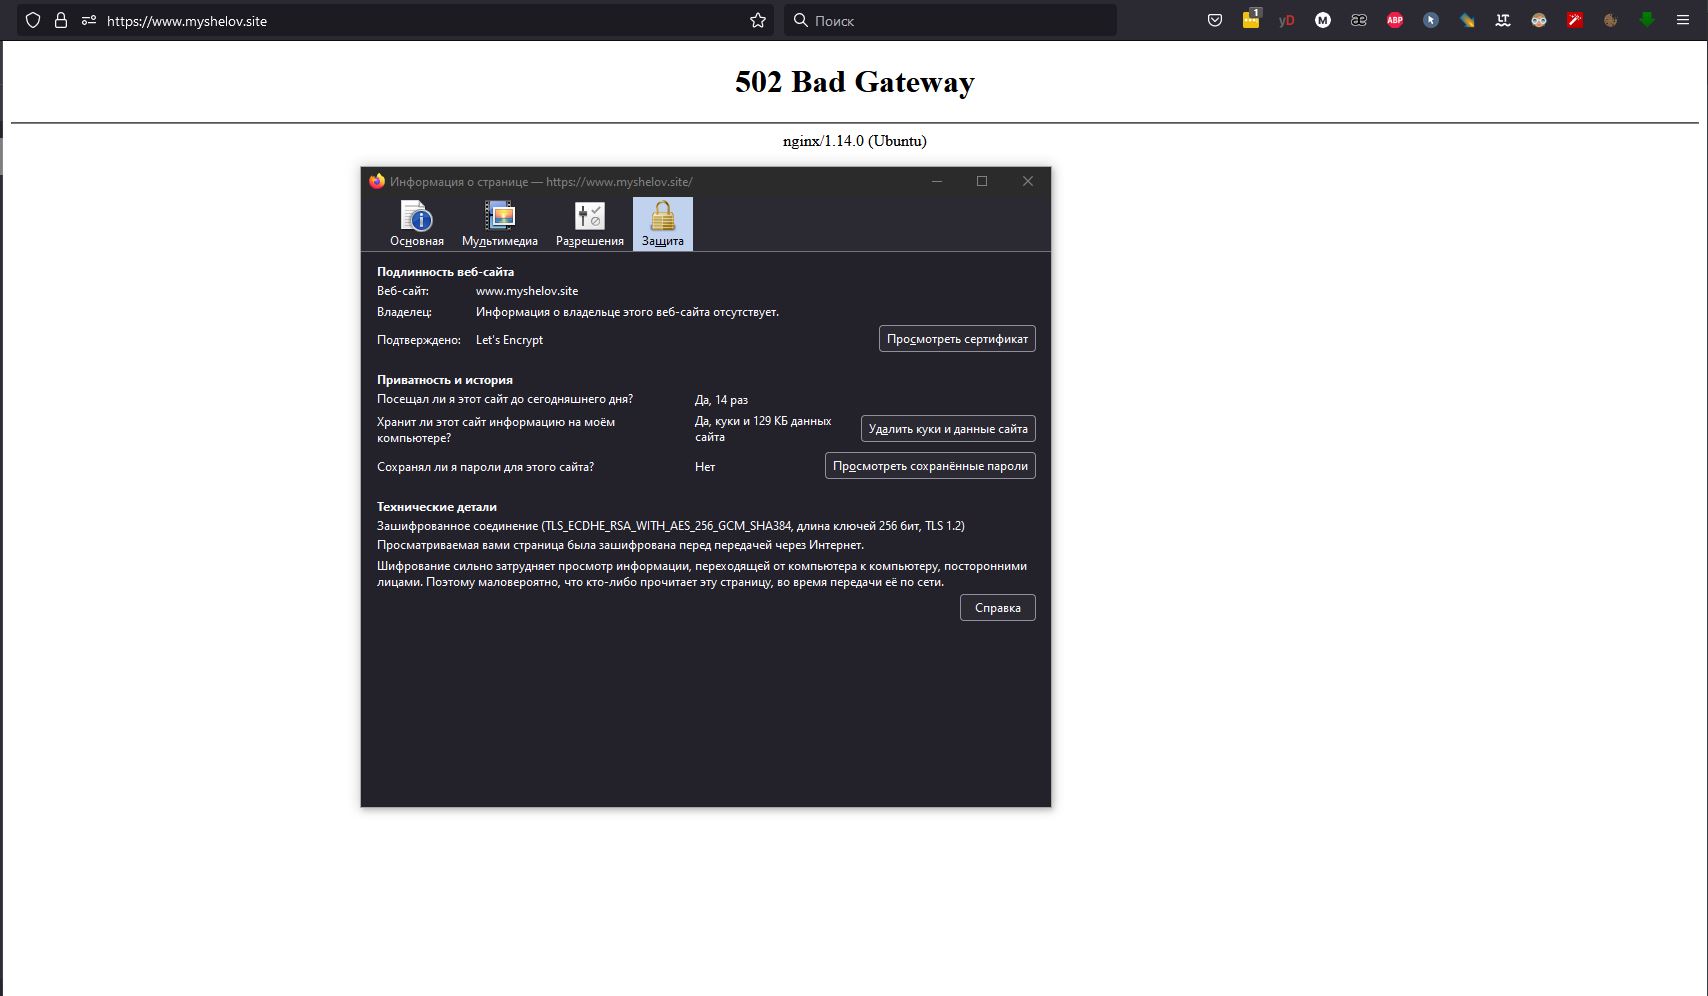 https://www.myshelov.site
Поиск
1
yD
M
æ
ABP
LT
502 Bad Gateway
nginx/1.14.0 (Ubuntu)
Информация о странице — https://www.myshelov.site/
Основная
Мультимедиа
Разрешения
Защита
Подлинность веб-сайта
Веб-сайт: www.myshelov.site
Владелец: Информация о владельце этого веб-сайта отсутствует.
Подтверждено: Let's Encrypt
Просмотреть сертификат
Приватность и история
Посещал ли я этот сайт до сегодняшнего дня? Да, 14 раз
Хранит ли этот сайт информацию на моём
компьютере?
Да, куки и 129 КБ данных
сайта
Удалить куки и данные сайта
Сохранял ли я пароли для этого сайта? Нет
Просмотреть сохранённые пароли
Технические детали
Зашифрованное соединение (TLS_ECDHE_RSA_WITH_AES_256_GCM_SHA384, длина ключей 256 бит, TLS 1.2)
Просматриваемая вами страница была зашифрована перед передачей через Интернет.
Шифрование сильно затрудняет просмотр информации, переходящей от компьютера к компьютеру, посторонними
лицами. Поэтому маловероятно, что кто-либо прочитает эту страницу, во время передачи её по сети.
Справка